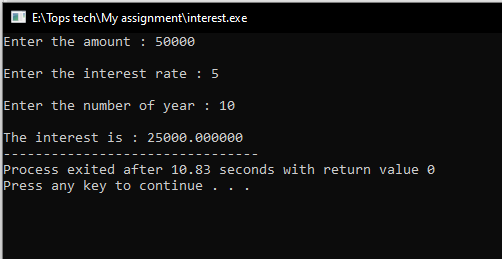 E:\Tops tech\My assignment\interest.exe
Enter the amount : 50000
Enter the interest rate : 5
Enter the number of year : 10
The interest is : 25000.000000
--------------------------------
Process exited after 10.83 seconds with return value 0
Press any key to continue . . .